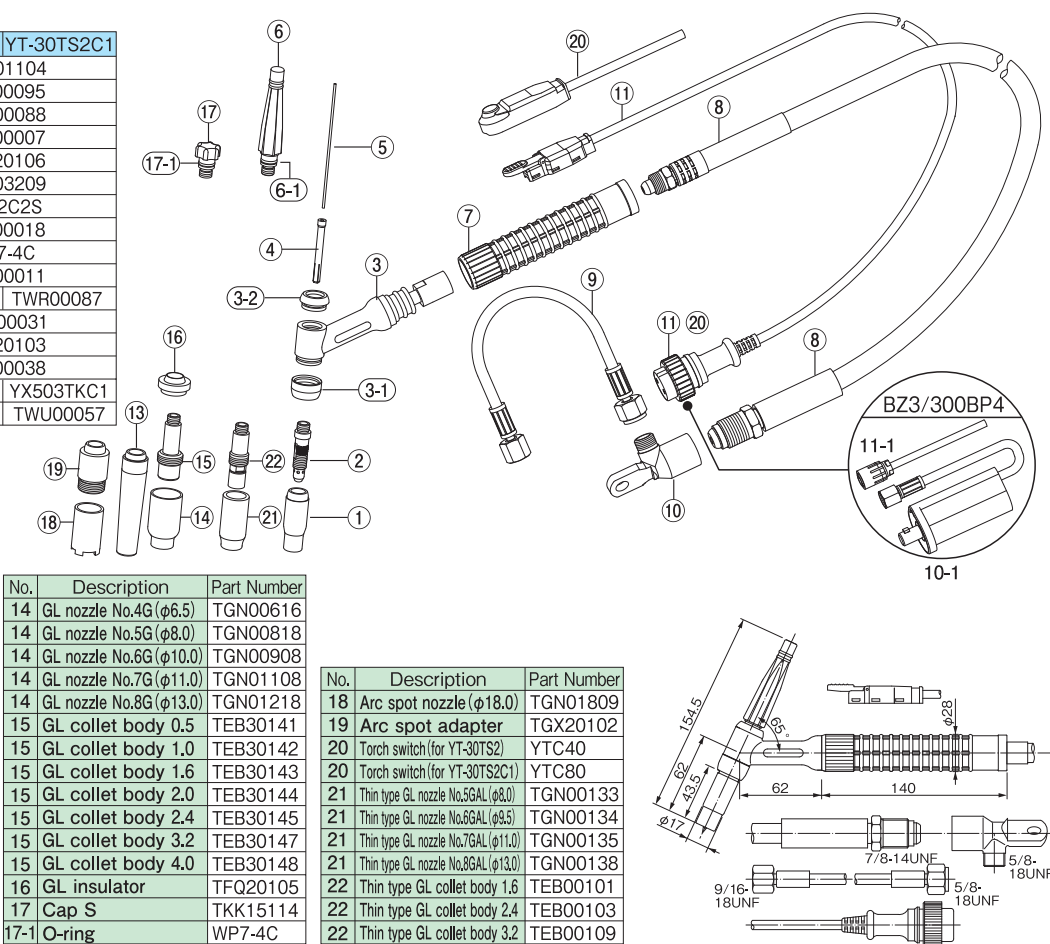 YT-30TS2C1
01104
00095
00088
00007
20106
03209
2C2S
00018
7-4C
00011
TWR00087
00031
20103
00038
YX503TKC1
TWU00057
6
17
17-1
6-1
5
4
3-2
3
16
3-1
13
15
22
2
19
18
14
21
1
20
11
8
7
9
11 20
8
10
BZ3/300BP4
11-1
10-1
No. Description Part Number
14 GL nozzle No.4G(φ6.5) TGN00616
14 GL nozzle No.5G(φ8.0) TGN00818
14 GL nozzle No.6G(φ10.0) TGN00908
14 GL nozzle No.7G(φ11.0) TGN01108
14 GL nozzle No.8G(φ13.0) TGN01218
15 GL collet body 0.5 TEB30141
15 GL collet body 1.0 TEB30142
15 GL collet body 1.6 TEB30143
15 GL collet body 2.0 TEB30144
15 GL collet body 2.4 TEB30145
15 GL collet body 3.2 TEB30147
15 GL collet body 4.0 TEB30148
16 GL insulator TFQ20105
17 Cap S TKK15114
17-1 O-ring WP7-4C
No. Description Part Number
18 Arc spot nozzle(φ18.0) TGN01809
19 Arc spot adapter TGX20102
20 Torch switch(for YT-30TS2) YTC40
20 Torch switch(for YT-30TS2C1) YTC80
21 Thin type GL nozzle No.5GAL(φ8.0) TGN00133
21 Thin type GL nozzle No.6GAL(φ9.5) TGN00134
21 Thin type GL nozzle No.7GAL(φ11.0) TGN00135
21 Thin type GL nozzle No.8GAL(φ13.0) TGN00138
22 Thin type GL collet body 1.6 TEB00101
22 Thin type GL collet body 2.4 TEB00103
22 Thin type GL collet body 3.2 TEB00109
154.5
65°
62
43.5
φ17
62
140
φ28
7/8-14UNF
5/8-
18UNF
9/16-
18UNF
5/8-
18UNF